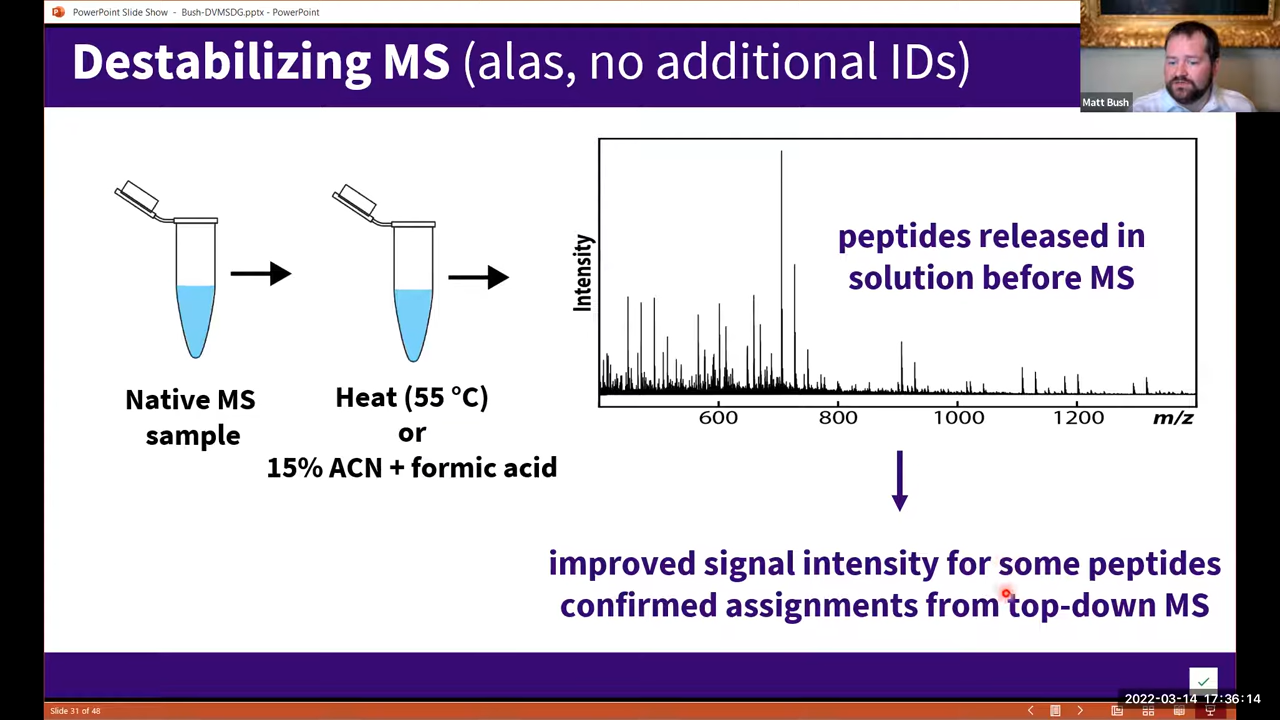 PowerPoint Slide Show - Bush-DVMSDG.pptx - PowerPoint
Destabilizing MS (alas, no additional IDs)
Matt Bush
Native MS
sample
Heat (55 °C)
or
15% ACN + formic acid
Intensity
peptides released in
solution before MS
600 800 1000 1200 m/z
improved signal intensity for some peptides
confirmed assignments from top-down MS
2022-03-14 17:36:14
Slide 31 of 48